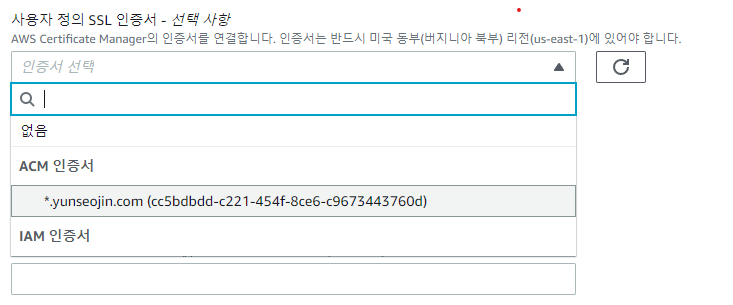 사용자 정의 SSL 인증서 - 선택 사항
AWS Certificate Manager의 인증서를 연결합니다. 인증서는 반드시 미국 동부(버지니아 북부) 리전(us-east-1)에 있어야 합니다.
인증서 선택
없음
ACM 인증서
*.yunseojin.com (cc5bdbdd-c221-454f-8ce6-c9673443760d)
IAM 인증서